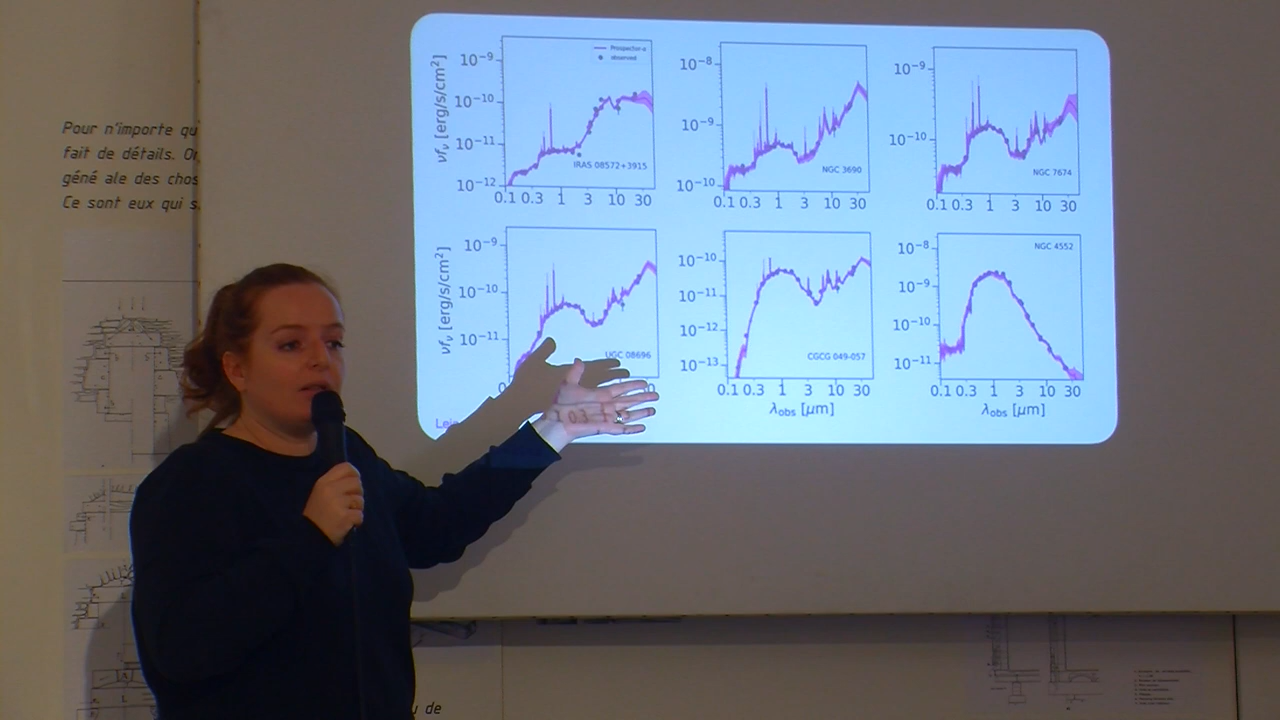 Pour n'importe qu
fait de détails. Or
géné ale des chos
Ce sont eux qui s
νfν [erg/s/cm²]
10⁻⁹
10⁻¹⁰
10⁻¹¹
10⁻¹²
Prospector-α
observed
IRAS 08572+3915
0.1 0.3 1 3 10 30
10⁻⁸
10⁻⁹
10⁻¹⁰
NGC 3690
0.1 0.3 1 3 10 30
10⁻⁹
10⁻¹⁰
NGC 7674
0.1 0.3 1 3 10 30
νfν [erg/s/cm²]
10⁻⁹
10⁻¹⁰
10⁻¹¹
UGC 08696
10⁻¹⁰
10⁻¹¹
10⁻¹²
10⁻¹³
CGCG 049-057
0.1 0.3 1 3 10 30
λobs [μm]
10⁻⁸
10⁻⁹
10⁻¹⁰
10⁻¹¹
NGC 4552
0.1 0.3 1 3 10 30
λobs [μm]
Leja
u de